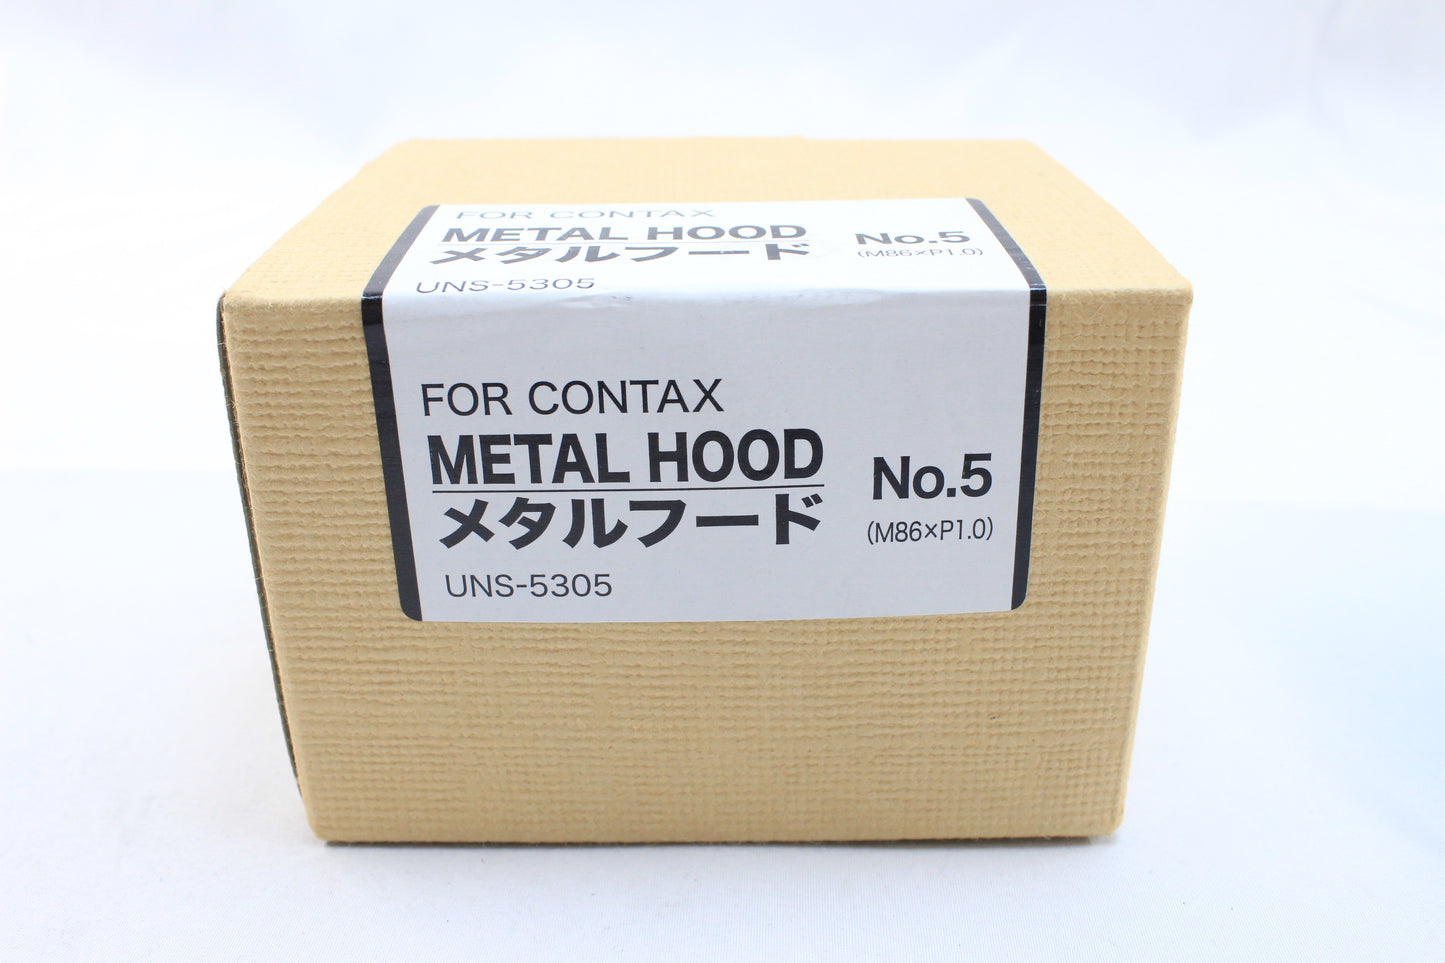 FOR CONTAX
METAL HOOD
メタルフード
No.5
(M86×P1.0)
UNS-5305
FOR CONTAX
METAL HOOD
メタルフード
No.5
(M86×P1.0)
UNS-5305